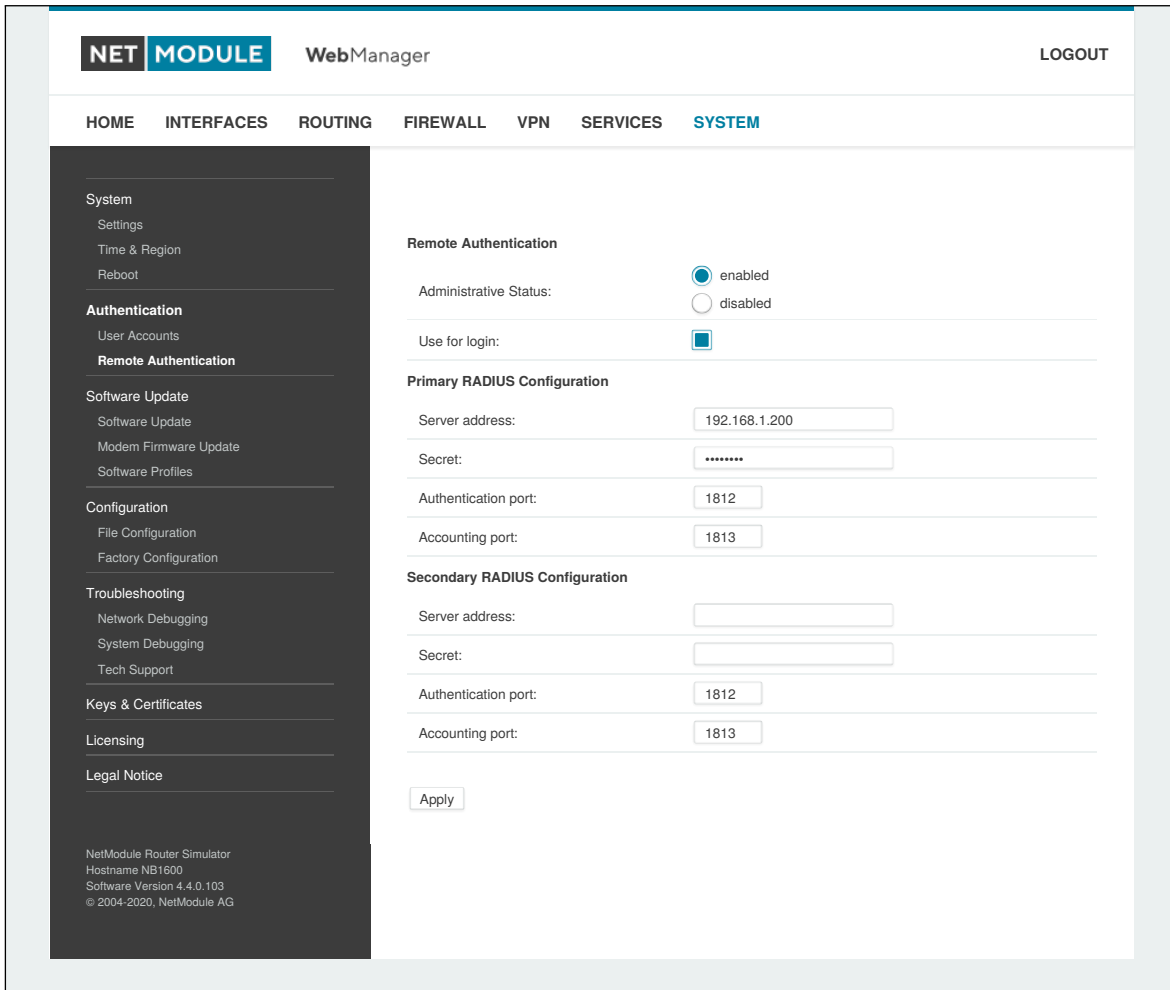 NET MODULE WebManager LOGOUT
HOME INTERFACES ROUTING FIREWALL VPN SERVICES SYSTEM
System
Settings
Time & Region
Reboot
Authentication
User Accounts
Remote Authentication
Software Update
Software Update
Modem Firmware Update
Software Profiles
Configuration
File Configuration
Factory Configuration
Troubleshooting
Network Debugging
System Debugging
Tech Support
Keys & Certificates
Licensing
Legal Notice
NetModule Router Simulator
Hostname NB1600
Software Version 4.4.0.103
© 2004-2020, NetModule AG
Remote Authentication
Administrative Status:
enabled
disabled
Use for login:
Primary RADIUS Configuration
Server address: 192.168.1.200
Secret: ••••••••
Authentication port: 1812
Accounting port: 1813
Secondary RADIUS Configuration
Server address:
Secret:
Authentication port: 1812
Accounting port: 1813
Apply